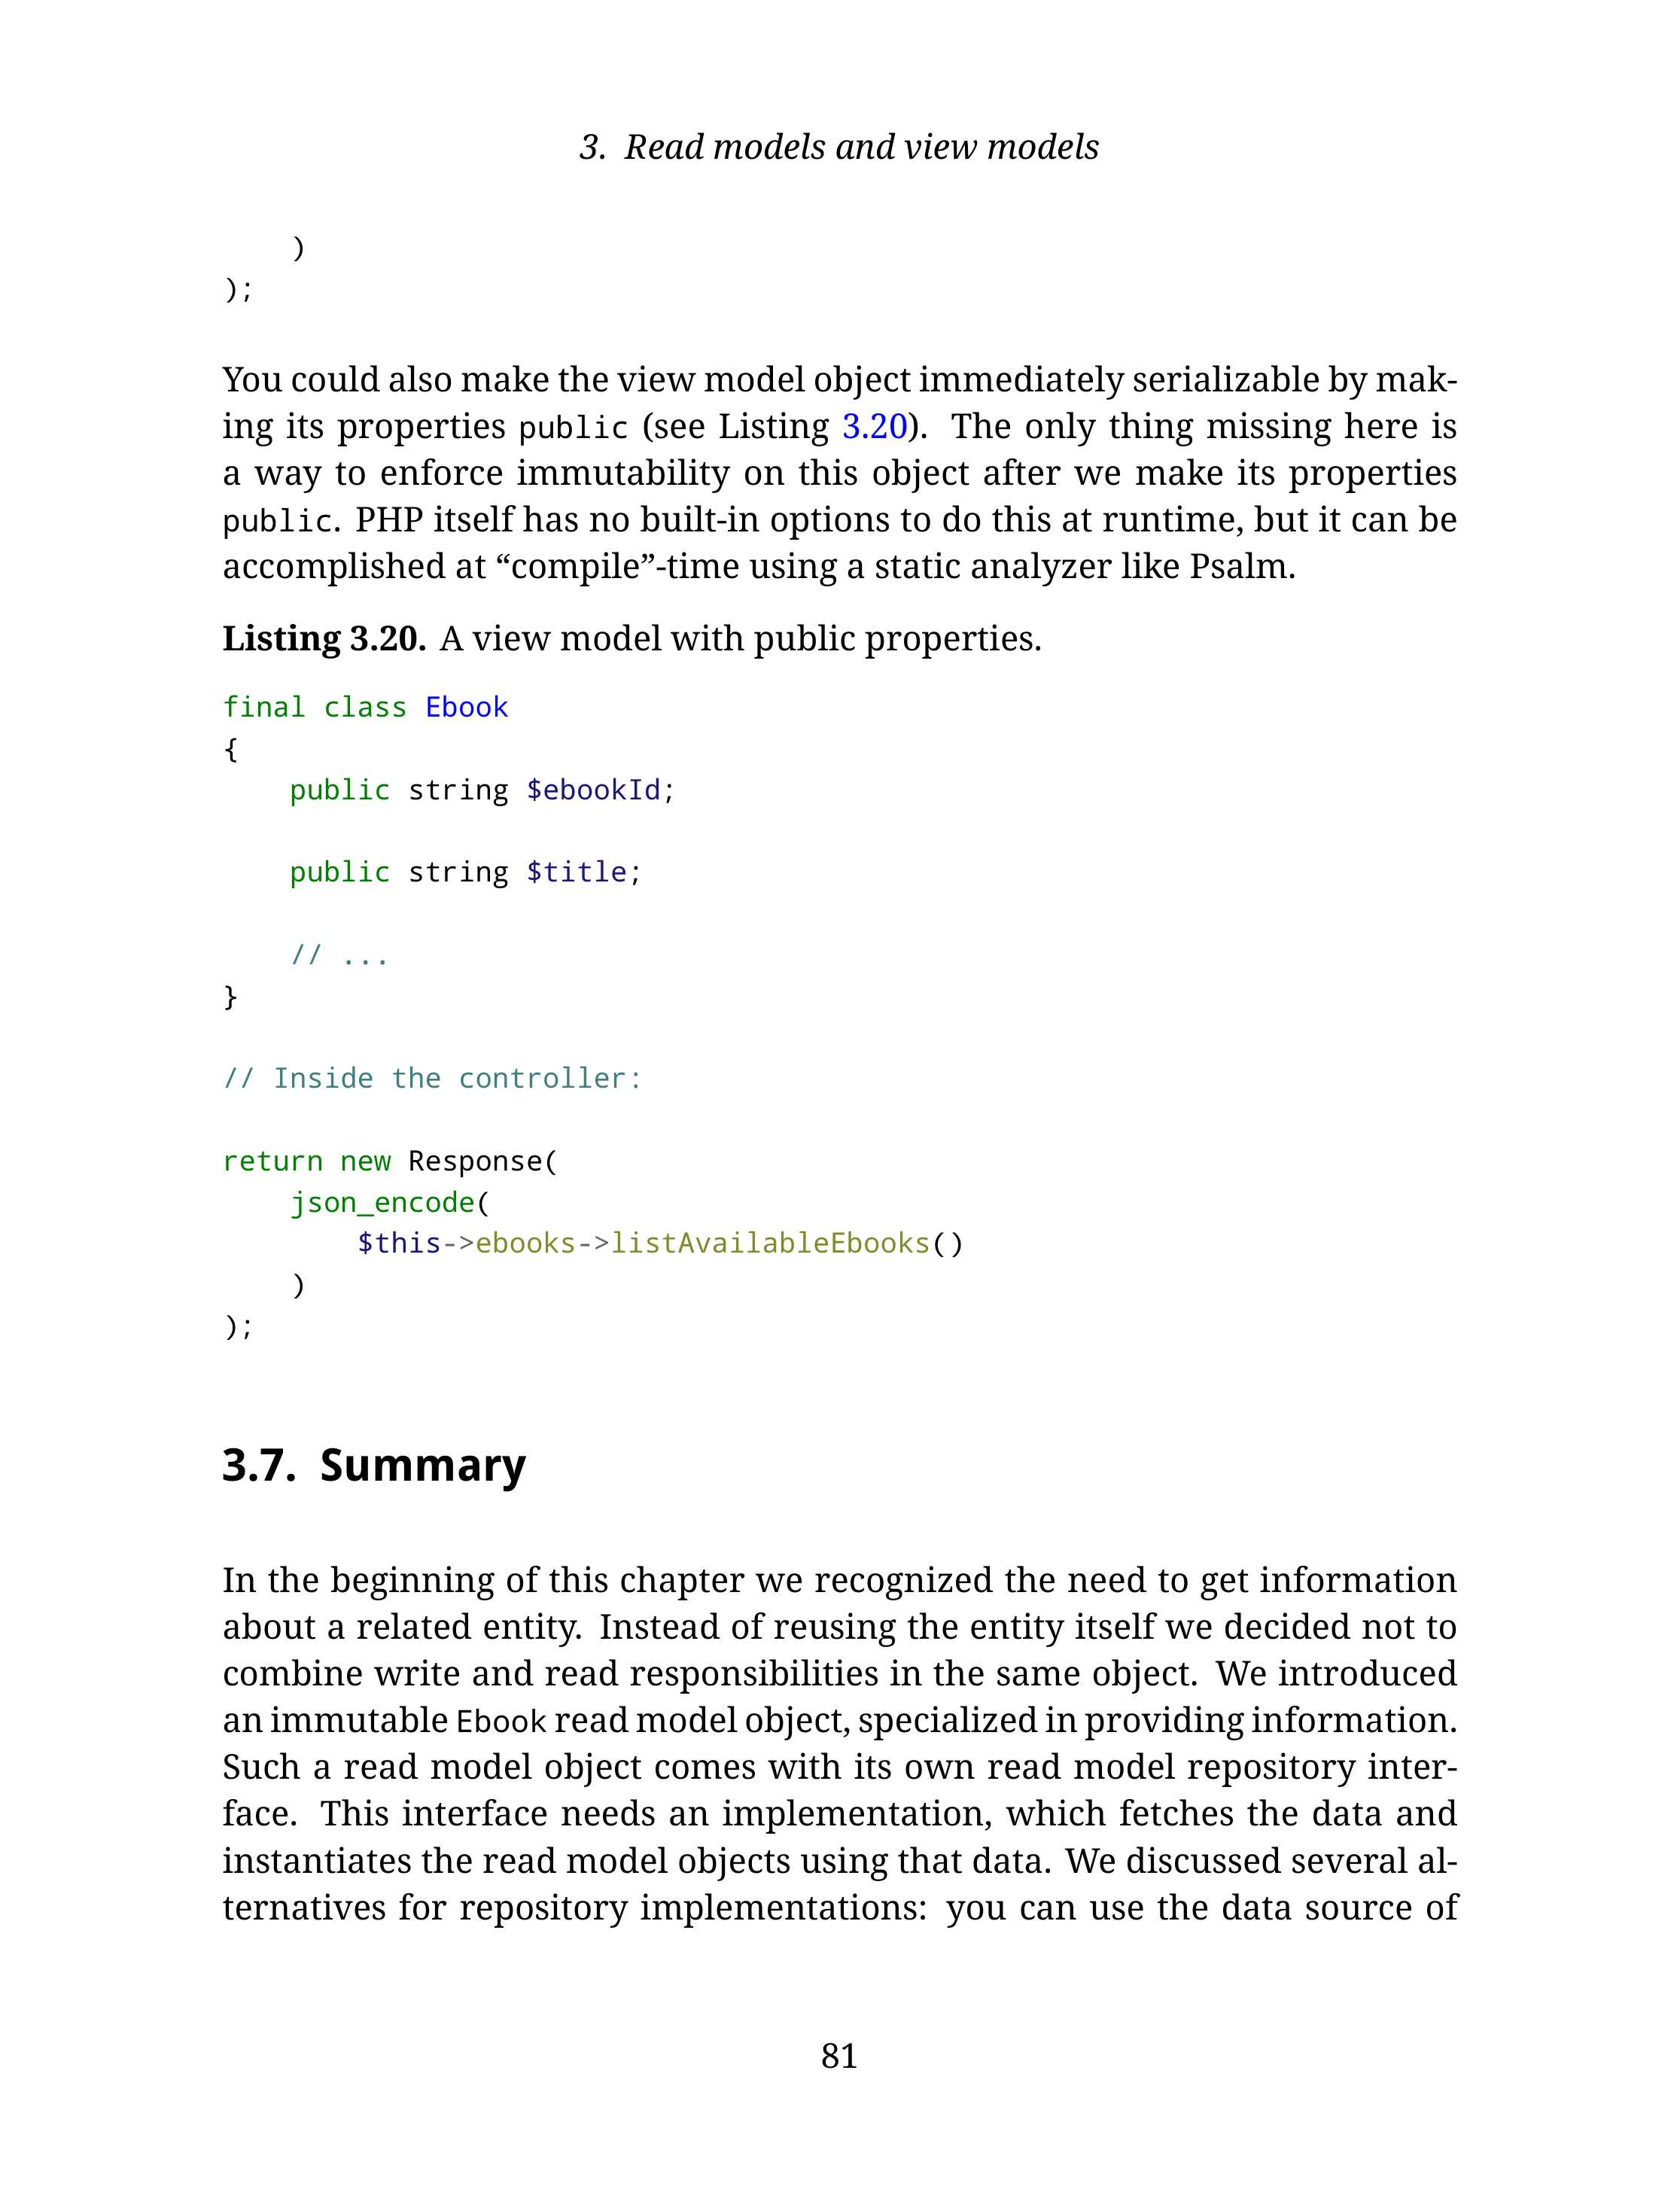 3. Read models and view models
    )
);
You could also make the view model object immediately serializable by mak-
ing its properties public (see Listing 3.20). The only thing missing here is
a way to enforce immutability on this object after we make its properties
public. PHP itself has no built-in options to do this at runtime, but it can be
accomplished at “compile”-time using a static analyzer like Psalm.
Listing 3.20. A view model with public properties.
final class Ebook
{
    public string $ebookId;
    public string $title;
    // ...
}
// Inside the controller:
return new Response(
    json_encode(
        $this->ebooks->listAvailableEbooks()
    )
);
3.7. Summary
In the beginning of this chapter we recognized the need to get information
about a related entity. Instead of reusing the entity itself we decided not to
combine write and read responsibilities in the same object. We introduced
an immutable Ebook read model object, specialized in providing information.
Such a read model object comes with its own read model repository inter-
face. This interface needs an implementation, which fetches the data and
instantiates the read model objects using that data. We discussed several al-
ternatives for repository implementations: you can use the data source of
81